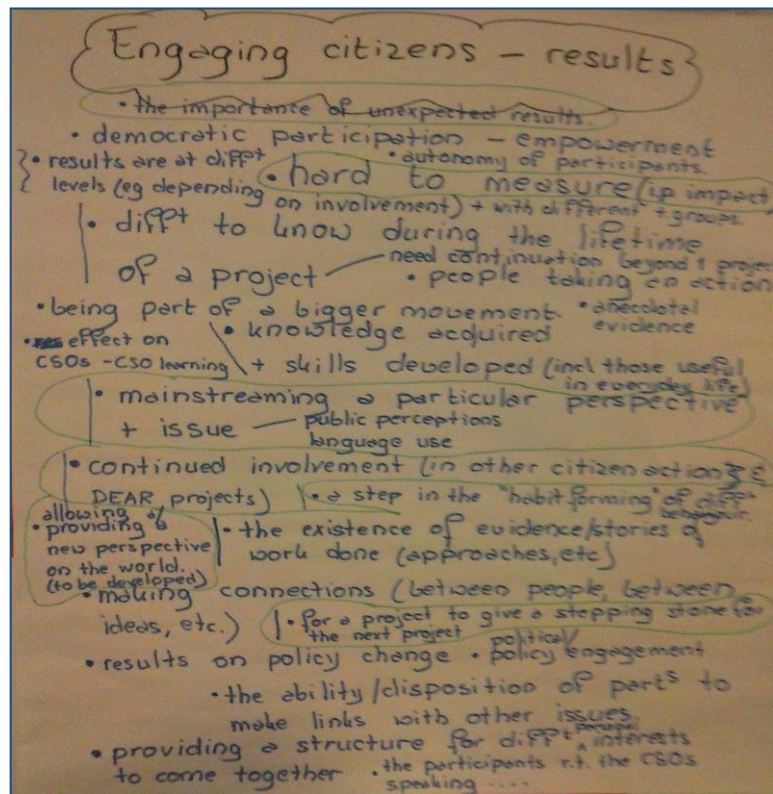 Engaging citizens – results
• the importance of unexpected results.
• democratic participation – empowerment
• autonomy of participants.
• results are at diff^nt levels (eg depending on involvement)
• hard to measure (ip impact)
+ with different t.groups.
• diff^t to know during the lifetime
of a project — need continuation beyond 1 project
• people taking an action
• being part of a bigger movement.
• anecdotal evidence
• effect on
CSOs – CSO learning
• knowledge acquired
+ skills developed (incl those useful
in everyday life)
• mainstreaming a particular perspective
+ issue — public perceptions
language use
• continued involvement (in other citizen actions &
DEAR projects)
• a step in the "habit forming" of diff^nt
behaviour.
allowing /
• providing a
new perspective
on the world.
(to be developed)
• the existence of evidence/stories of
work done (approaches, etc)
• making connections (between people, between
ideas, etc.)
• for a project to give a stepping stone for
the next project
• results on policy change
• political/
policy engagement
• the ability/disposition of part^s to
make links with other issues
• providing a structure for diff^nt interests
to come together
• the participants r.t. the CSOs
speaking ....